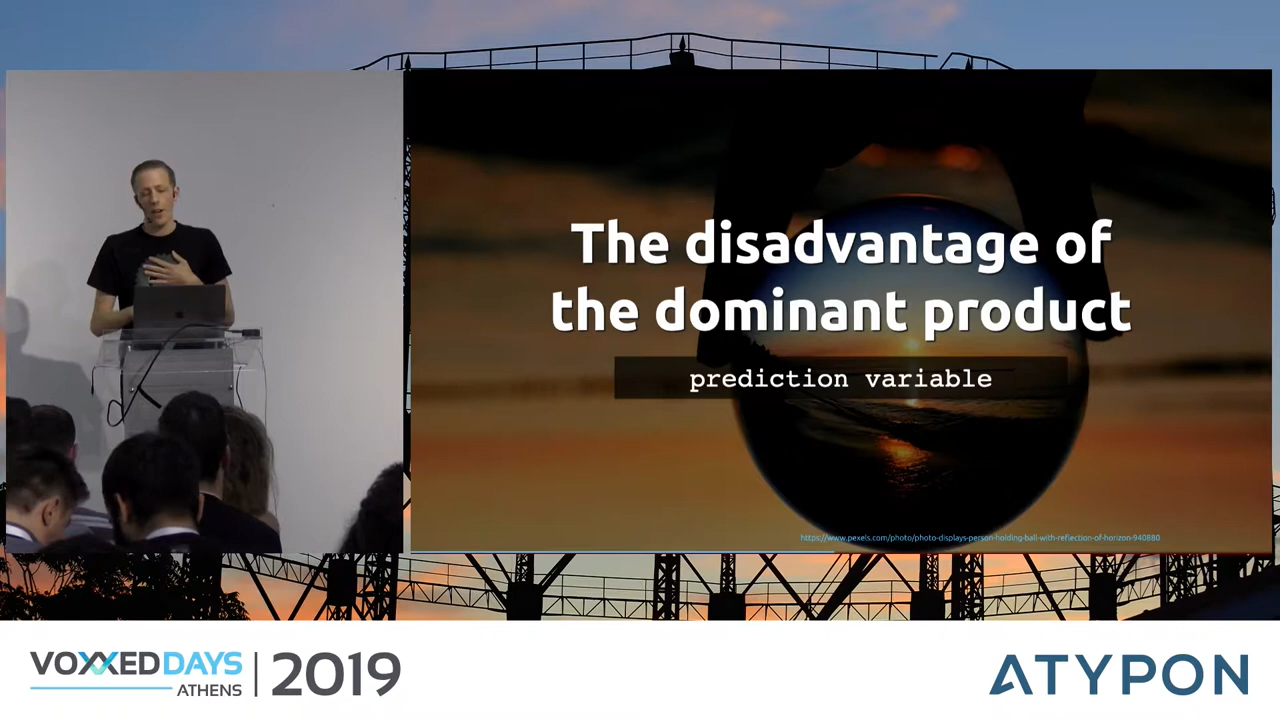 The disadvantage of
the dominant product
prediction variable
https://www.pexels.com/photo/photo-displays-person-holding-ball-with-reflection-of-horizon-940880
VOXXED DAYS
ATHENS
2019
ATYPON